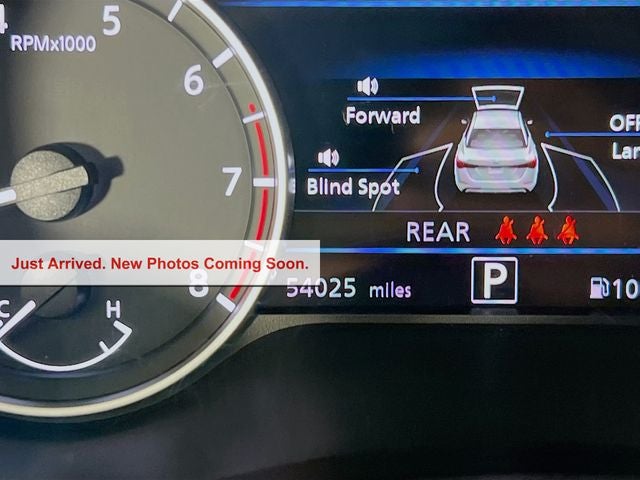 4
5
RPMx1000
6
7
8
C
H
Forward
Blind Spot
OFF
Lan
REAR
Just Arrived. New Photos Coming Soon.
54025 miles
P
10